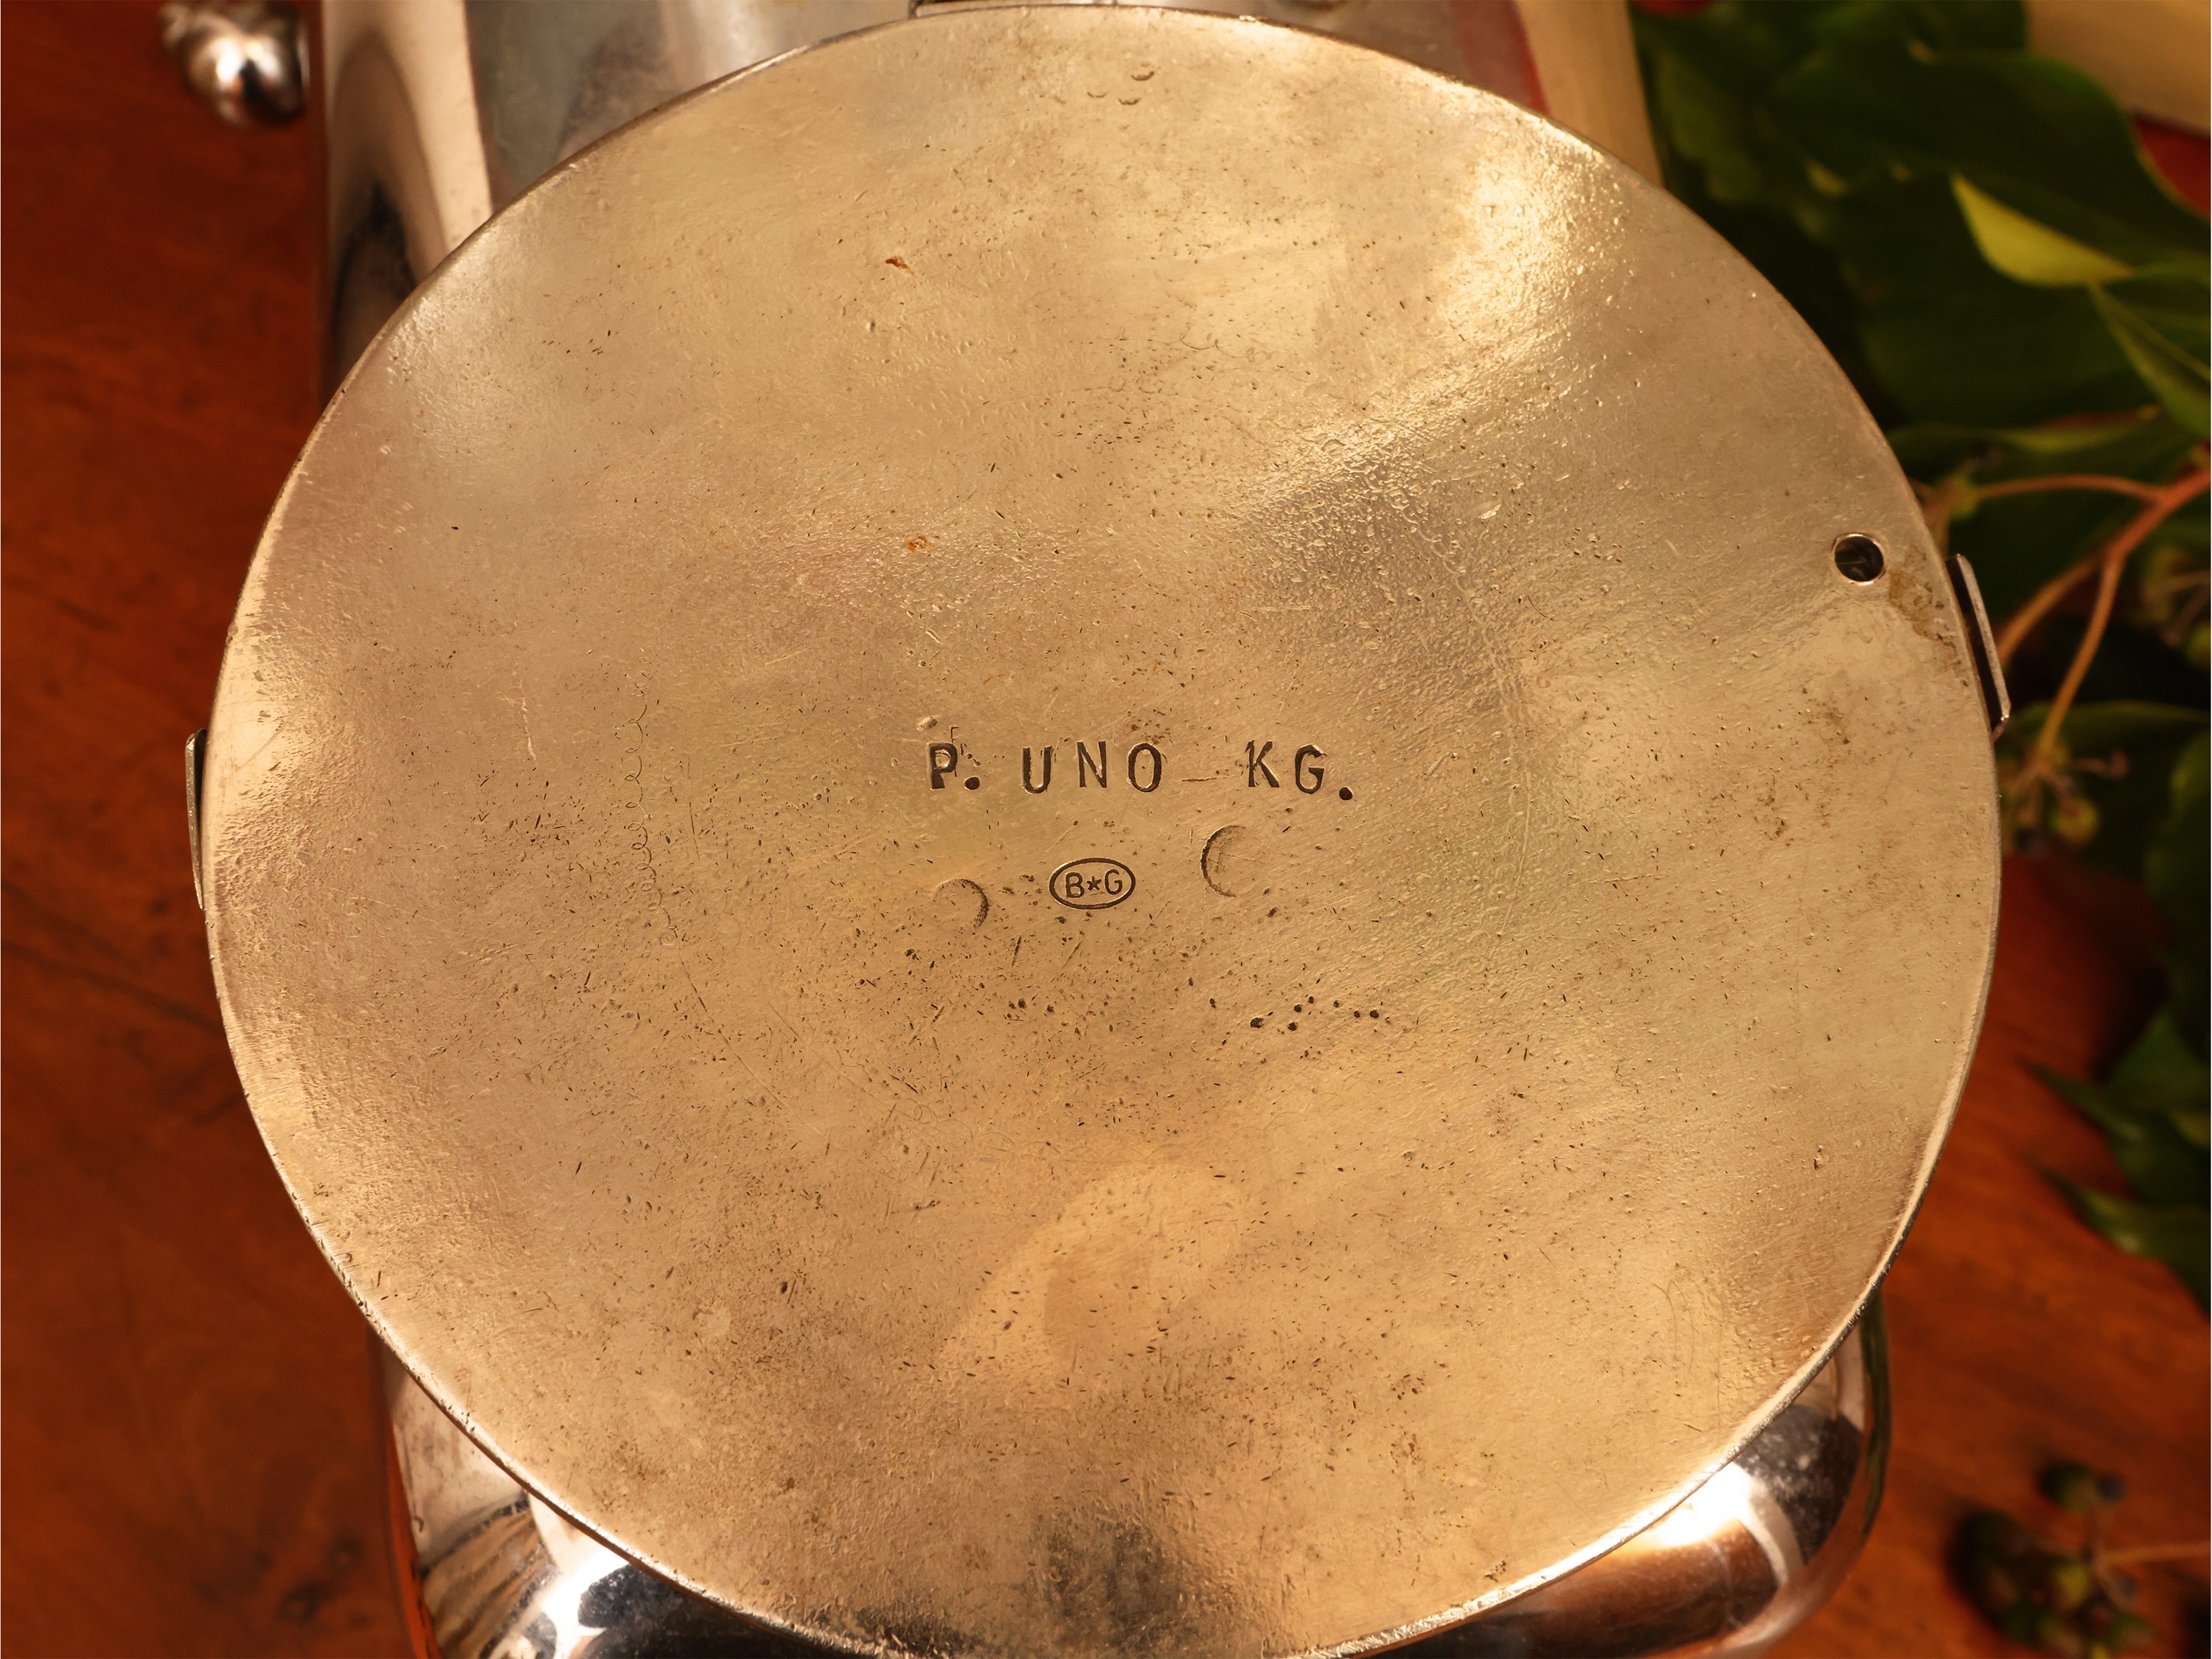 P. UNO KG.
B*G